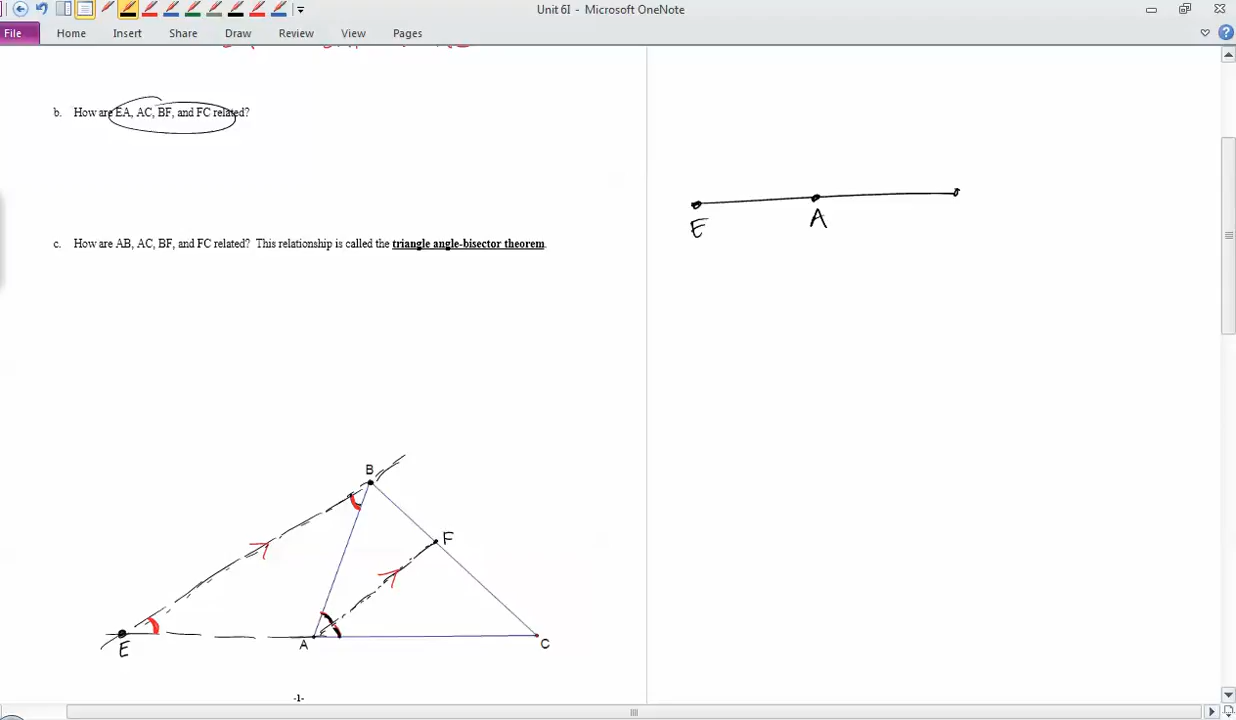 Unit 6I - Microsoft OneNote
File Home Insert Share Draw Review View Pages
b. How are EA, AC, BF, and FC related?
E A
c. How are AB, AC, BF, and FC related? This relationship is called the triangle angle-bisector theorem.
B
F
E A C
-1-